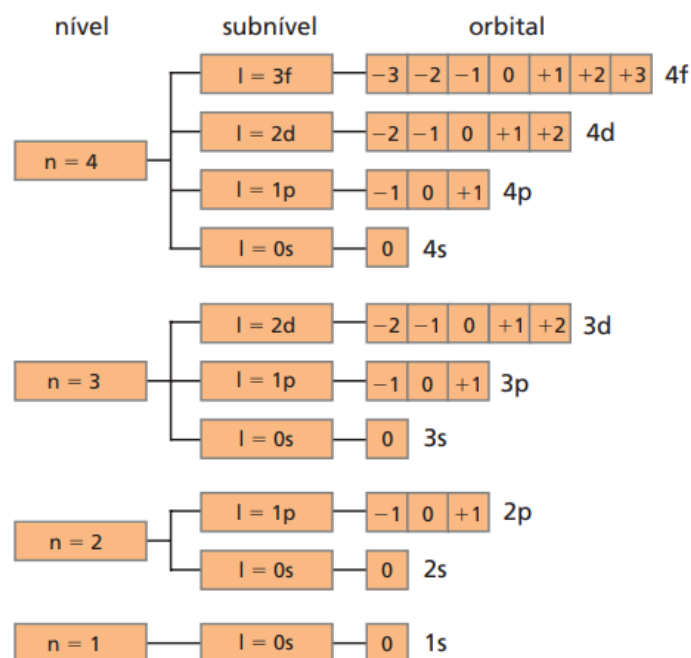 nível subnível orbital
l = 3f −3 −2 −1 0 +1 +2 +3 4f
l = 2d −2 −1 0 +1 +2 4d
n = 4
l = 1p −1 0 +1 4p
l = 0s 0 4s
l = 2d −2 −1 0 +1 +2 3d
n = 3 l = 1p −1 0 +1 3p
l = 0s 0 3s
l = 1p −1 0 +1 2p
n = 2
l = 0s 0 2s
n = 1 l = 0s 0 1s